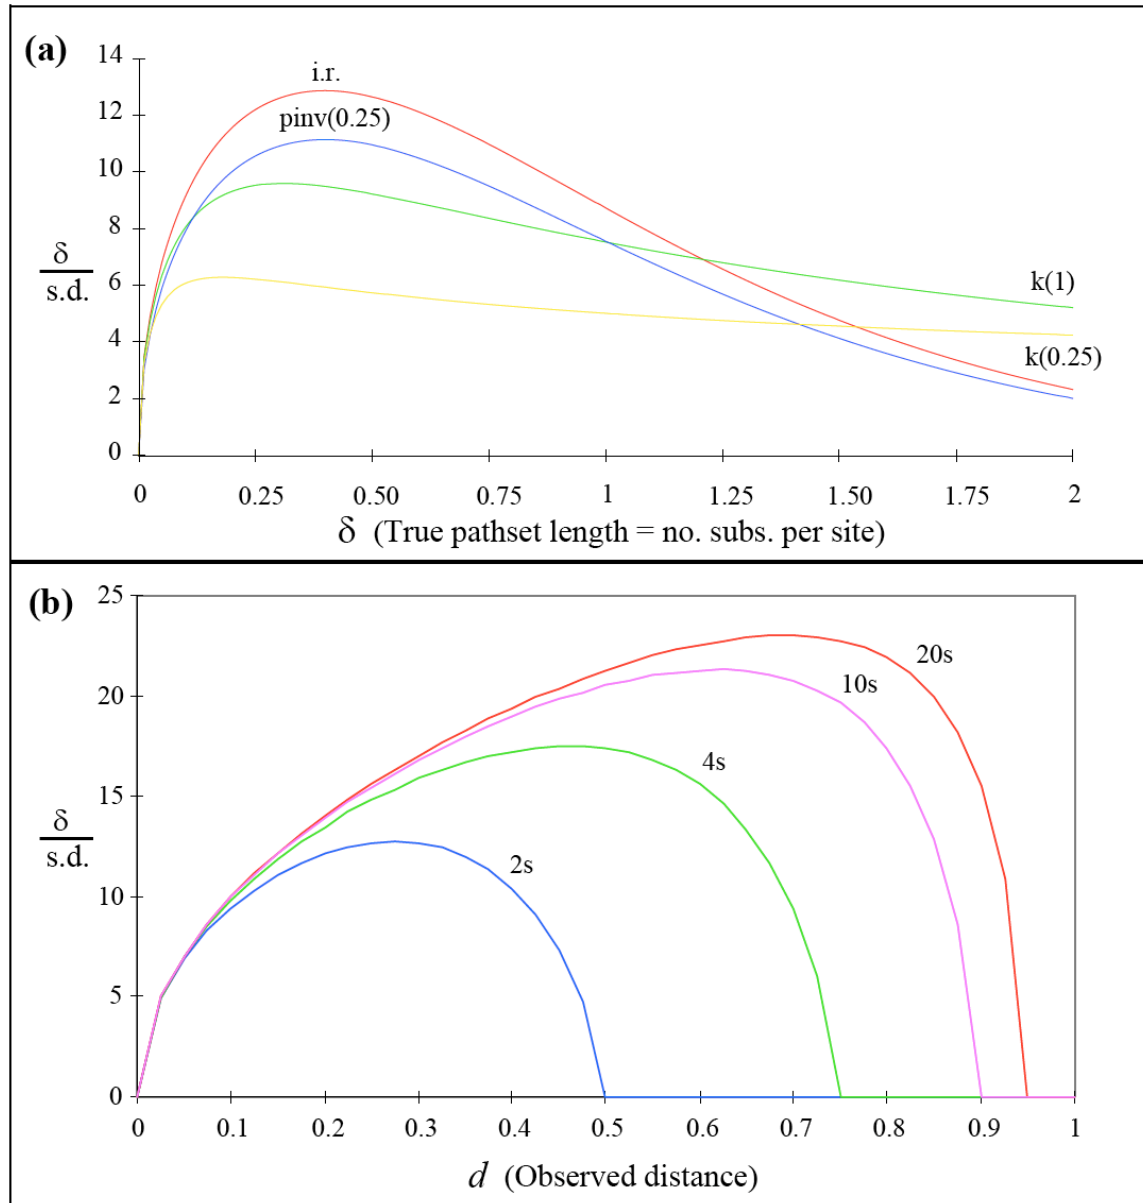 (a)
14
12
10
8
6
4
2
0
δ
s.d.
i.r.
pinv(0.25)
k(1)
k(0.25)
0 0.25 0.50 0.75 1 1.25 1.50 1.75 2
δ (True pathset length = no. subs. per site)
(b)
25
20
15
10
5
0
δ
s.d.
20s
10s
4s
2s
0 0.1 0.2 0.3 0.4 0.5 0.6 0.7 0.8 0.9 1
d (Observed distance)